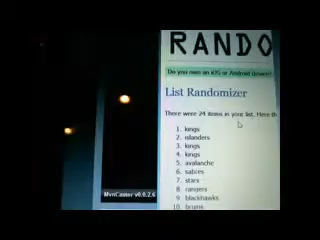 RANDO
Do you own an iOS or Android device?
List Randomizer
There were 24 items in your list. Here th
1. kings
2. islanders
3. kings
4. kings
5. avalanche
6. sabres
7. stars
8. rangers
9. blackhawks
10. bruins
MvnCaster v0.0.2.6